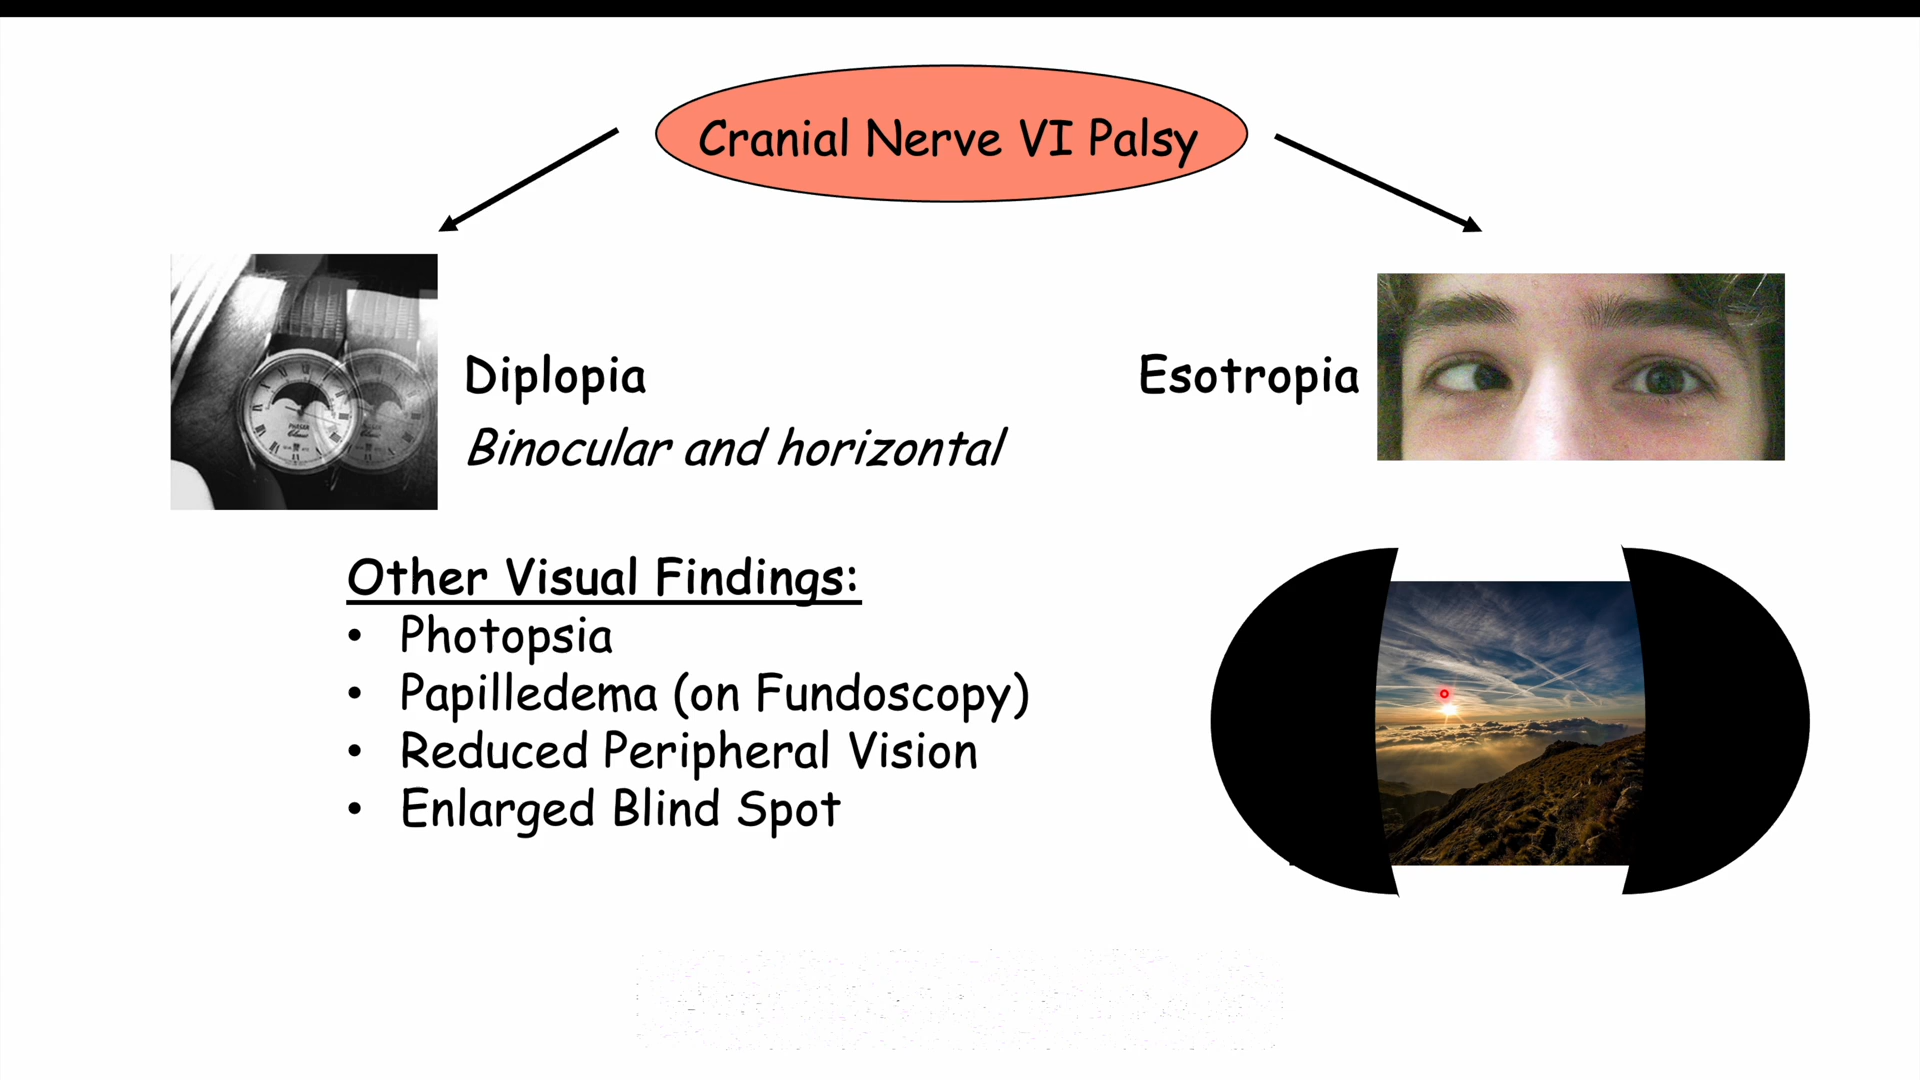 Cranial Nerve VI Palsy
Diplopia
Binocular and horizontal
Esotropia
Other Visual Findings:
• Photopsia
• Papilledema (on Fundoscopy)
• Reduced Peripheral Vision
• Enlarged Blind Spot